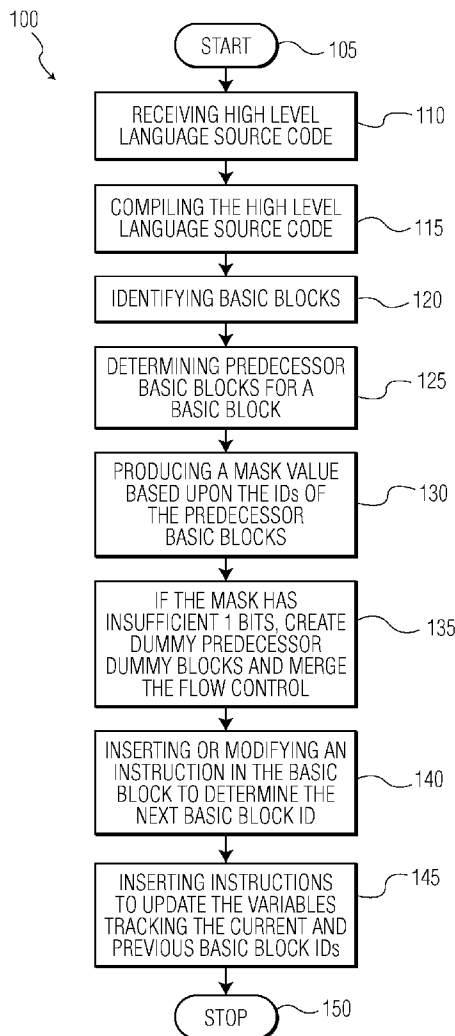 100
START
105
RECEIVING HIGH LEVEL
LANGUAGE SOURCE CODE
110
COMPILING THE HIGH LEVEL
LANGUAGE SOURCE CODE
115
IDENTIFYING BASIC BLOCKS
120
DETERMINING PREDECESSOR
BASIC BLOCKS FOR A
BASIC BLOCK
125
PRODUCING A MASK VALUE
BASED UPON THE IDs OF
THE PREDECESSOR
BASIC BLOCKS
130
IF THE MASK HAS
INSUFFICIENT 1 BITS, CREATE
DUMMY PREDECESSOR
DUMMY BLOCKS AND MERGE
THE FLOW CONTROL
135
INSERTING OR MODIFYING AN
INSTRUCTION IN THE BASIC
BLOCK TO DETERMINE THE
NEXT BASIC BLOCK ID
140
INSERTING INSTRUCTIONS
TO UPDATE THE VARIABLES
TRACKING THE CURRENT AND
PREVIOUS BASIC BLOCK IDs
145
STOP
150